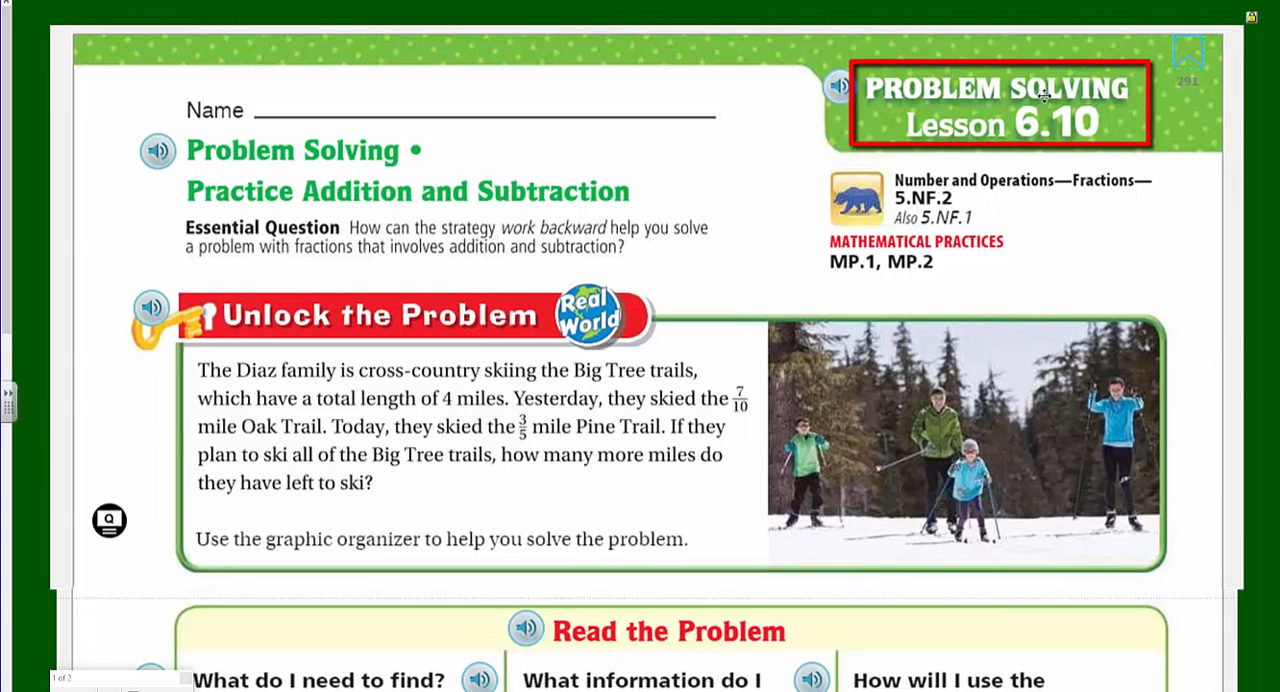 PROBLEM SOLVING
Lesson 6.10
291
Name
Problem Solving •
Practice Addition and Subtraction
Essential Question How can the strategy work backward help you solve
a problem with fractions that involves addition and subtraction?
Number and Operations—Fractions—
5.NF.2
Also 5.NF.1
MATHEMATICAL PRACTICES
MP.1, MP.2
Unlock the Problem
Real
World
The Diaz family is cross-country skiing the Big Tree trails,
which have a total length of 4 miles. Yesterday, they skied the 7/10
mile Oak Trail. Today, they skied the 3/5 mile Pine Trail. If they
plan to ski all of the Big Tree trails, how many more miles do
they have left to ski?
Q
Use the graphic organizer to help you solve the problem.
Read the Problem
1 of 2
What do I need to find?
What information do I
How will I use the